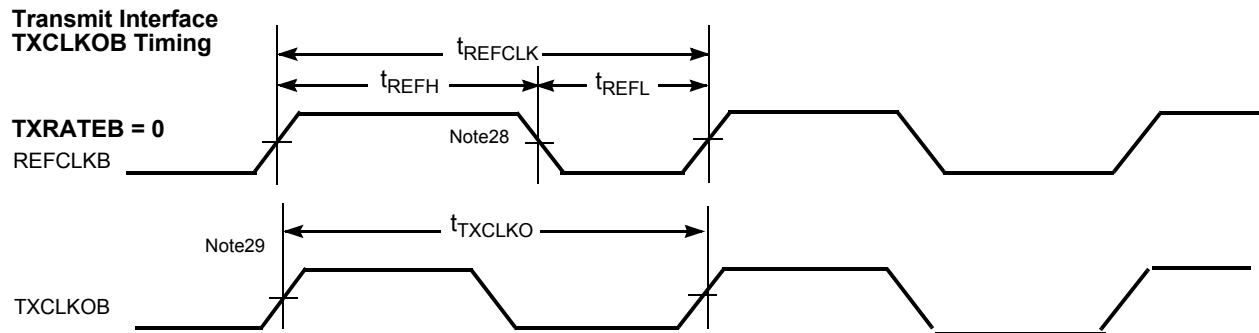 Transmit Interface
TXCLKOB Timing
tREFCLK
tREFH
tREFL
TXRATEB = 0
Note28
REFCLKB
tTXCLKO
Note29
TXCLKOB